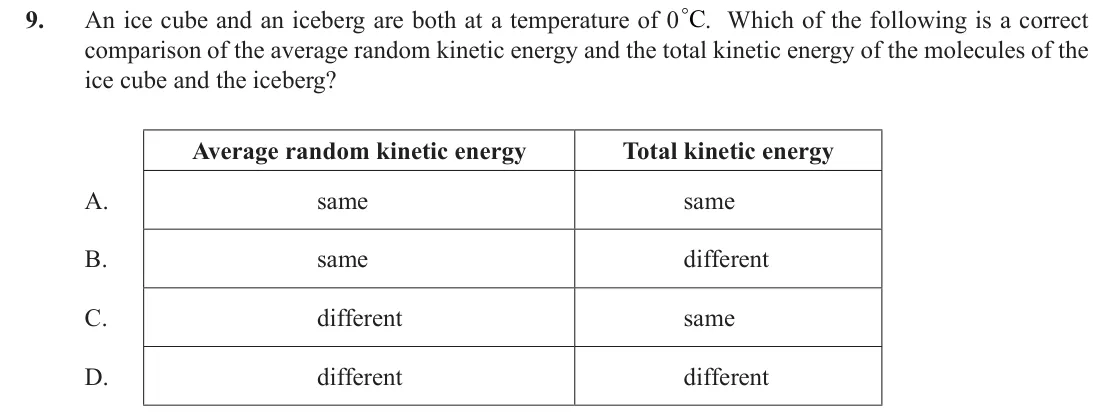 9. An ice cube and an iceberg are both at a temperature of 0°C. Which of the following is a correct
comparison of the average random kinetic energy and the total kinetic energy of the molecules of the
ice cube and the iceberg?
Average random kinetic energy Total kinetic energy
A. same same
B. same different
C. different same
D. different different